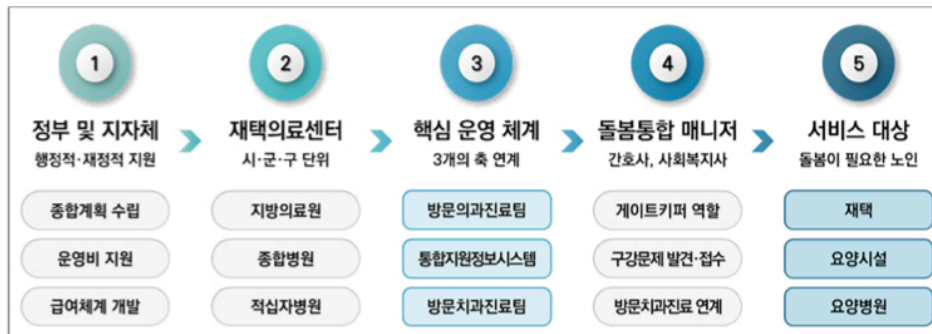 1
정부 및 지자체
행정적·재정적 지원
종합계획 수립
운영비 지원
급여체계 개발
2
재택의료센터
시·군·구 단위
지방의료원
종합병원
적십자병원
3
핵심 운영 체계
3개의 축 연계
방문의과진료팀
통합지원정보시스템
방문치과진료팀
4
돌봄통합 매니저
간호사, 사회복지사
게이트키퍼 역할
구강문제 발견·접수
방문치과진료 연계
5
서비스 대상
돌봄이 필요한 노인
재택
요양시설
요양병원